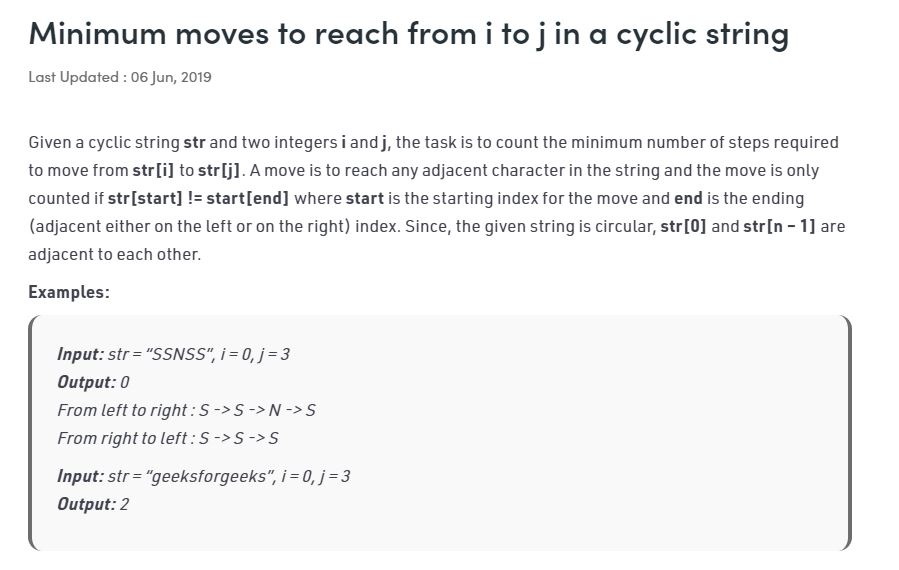 Minimum moves to reach from i to j in a cyclic string
Last Updated : 06 Jun, 2019
Given a cyclic string str and two integers i and j, the task is to count the minimum number of steps required
to move from str[i] to str[j]. A move is to reach any adjacent character in the string and the move is only
counted if str[start] != start[end] where start is the starting index for the move and end is the ending
(adjacent either on the left or on the right) index. Since, the given string is circular, str[0] and str[n – 1] are
adjacent to each other.
Examples:
Input: str = "SSNSS", i = 0, j = 3
Output: 0
From left to right : S -> S -> N -> S
From right to left : S -> S -> S
Input: str = "geeksforgeeks", i = 0, j = 3
Output: 2